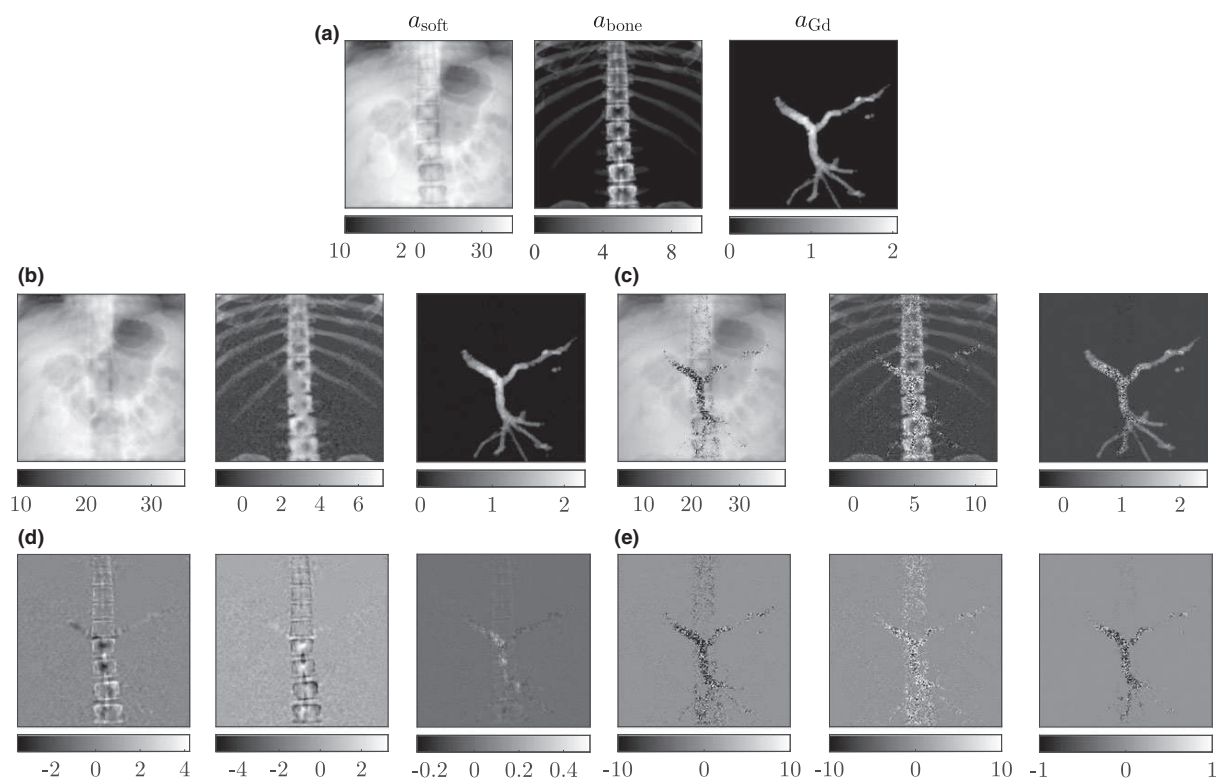 a_soft a_bone a_Gd
(a)
10 2 0 30 0 4 8 0 1 2
(b) (c)
10 20 30 0 2 4 6 0 1 2 10 20 30 0 5 10 0 1 2
(d) (e)
-2 0 2 4 -4 -2 0 2 -0.2 0 0.2 0.4 -10 0 10 -10 0 10 -1 0 1